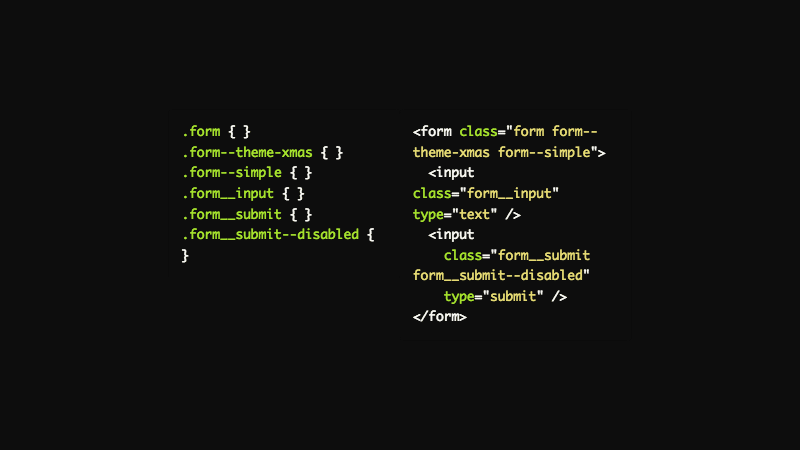 .form { }
.form--theme-xmas { }
.form--simple { }
.form__input { }
.form__submit { }
.form__submit--disabled {
}
<form class="form form--
theme-xmas form--simple">
  <input
class="form__input"
type="text" />
  <input
    class="form__submit
form__submit--disabled"
    type="submit" />
</form>